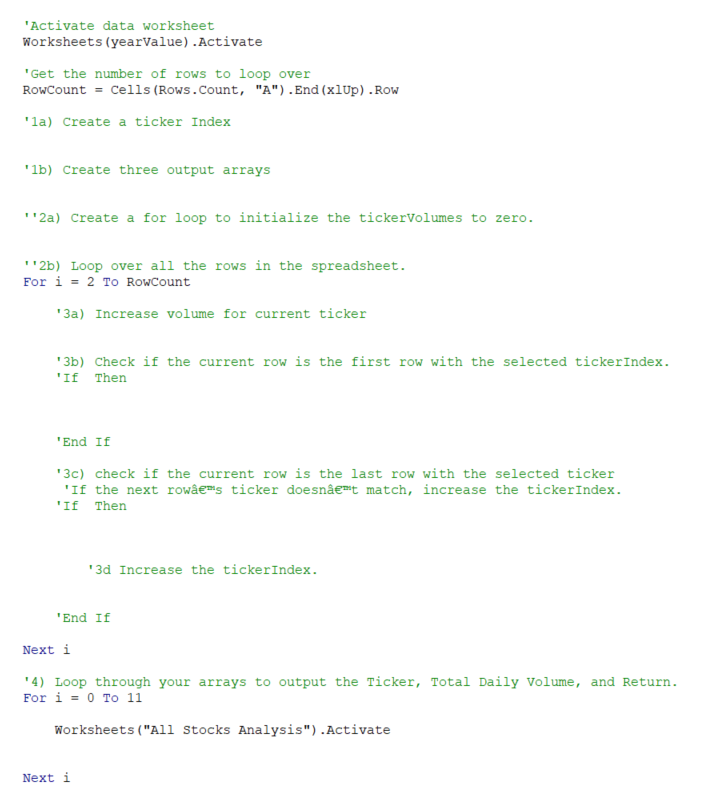 'Activate data worksheet
Worksheets(yearValue).Activate
'Get the number of rows to loop over
RowCount = Cells(Rows.Count, "A").End(xlUp).Row
'1a) Create a ticker Index
'1b) Create three output arrays
''2a) Create a for loop to initialize the tickerVolumes to zero.
''2b) Loop over all the rows in the spreadsheet.
For i = 2 To RowCount
'3a) Increase volume for current ticker
'3b) Check if the current row is the first row with the selected tickerIndex.
'If  Then
'End If
'3c) check if the current row is the last row with the selected ticker
'If the next rowâ€™s ticker doesnâ€™t match, increase the tickerIndex.
'If  Then
'3d Increase the tickerIndex.
'End If
Next i
'4) Loop through your arrays to output the Ticker, Total Daily Volume, and Return.
For i = 0 To 11
Worksheets("All Stocks Analysis").Activate
Next i